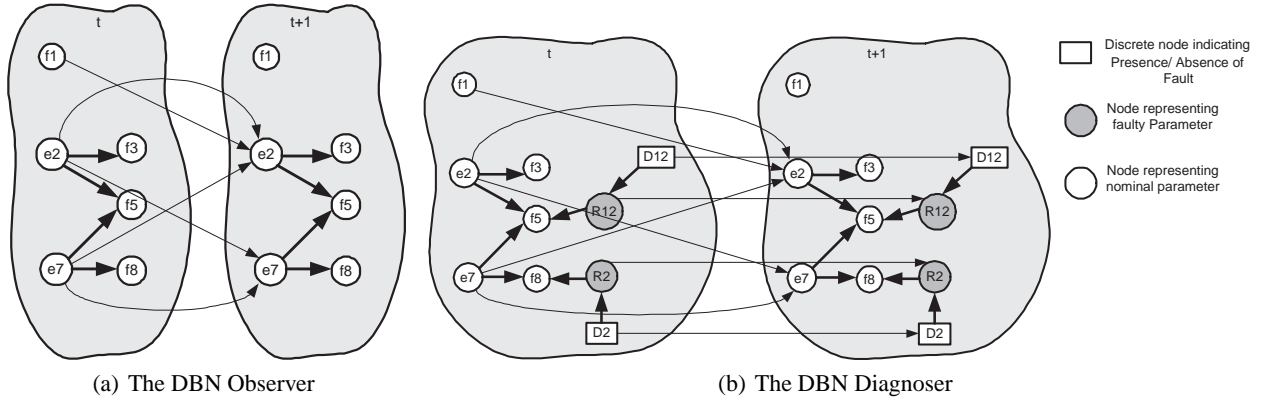 t
t+1
f1
f1
e2
f3
e2
f3
f5
f5
e7
f8
e7
f8
(a) The DBN Observer
t
t+1
f1
f1
D12
D12
e2
f3
e2
f3
R12
R12
f5
f5
e7
f8
R2
e7
f8
R2
D2
D2
(b) The DBN Diagnoser
Discrete node indicating
Presence/ Absence of
Fault
Node representing
faulty Parameter
Node representing
nominal parameter